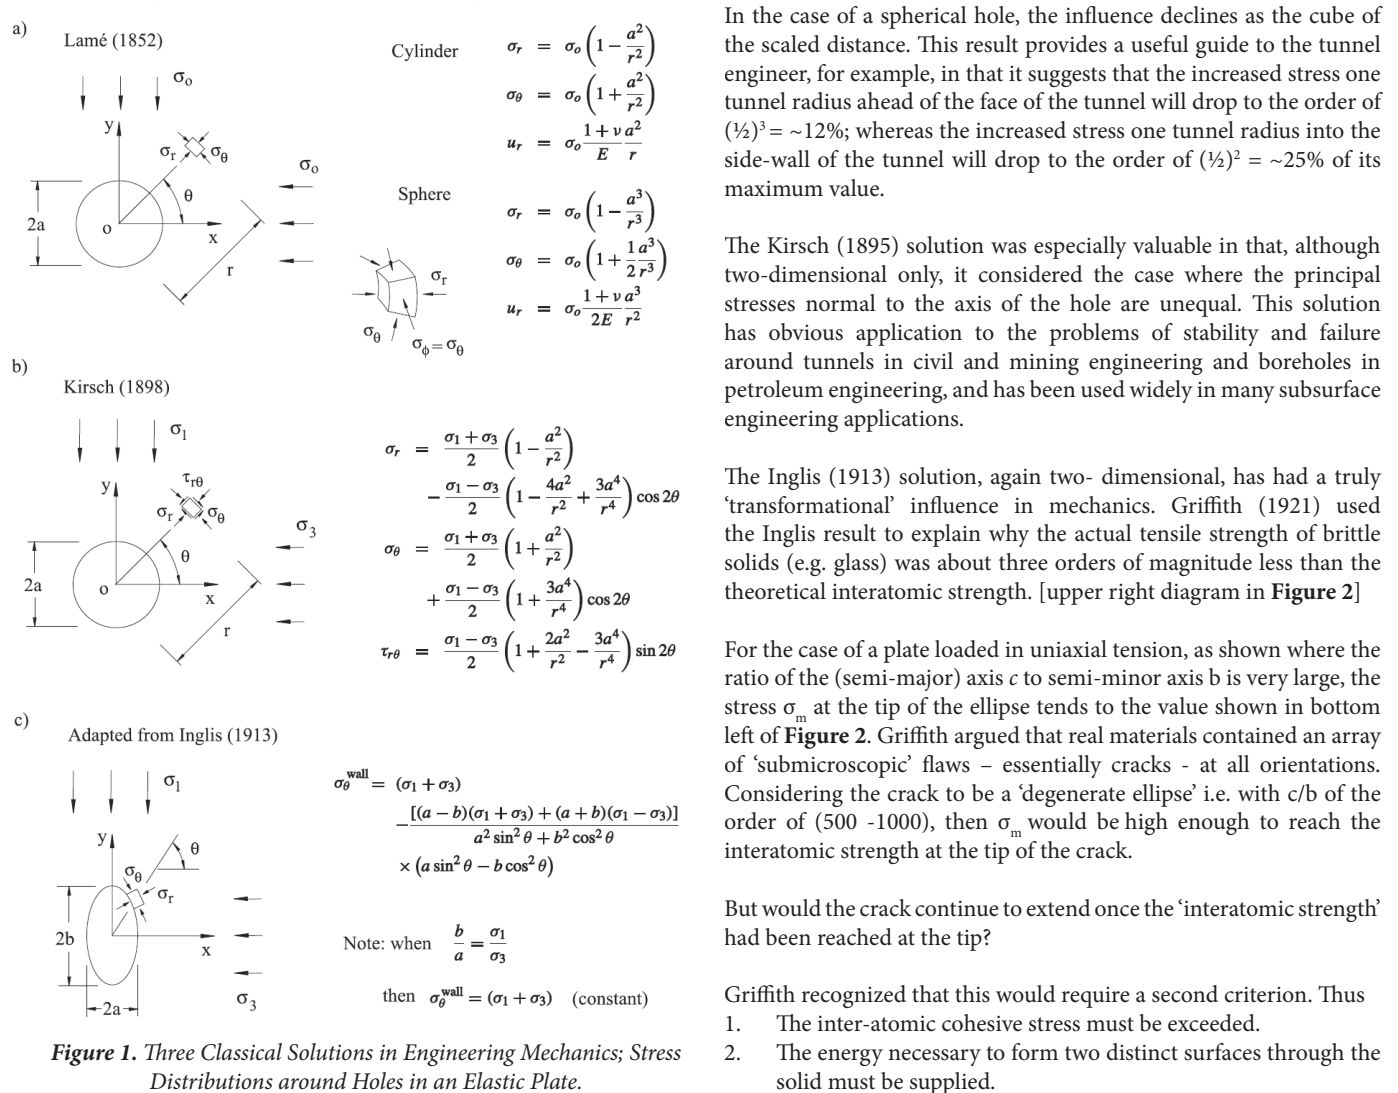 a)
Lamé (1852)
σo
y
σr
σθ
σo
θ
2a
o
x
r
Cylinder
σr = σo (1 − a²/r²)
σθ = σo (1 + a²/r²)
ur = σo (1 + ν)/E a²/r
Sphere
σr = σo (1 − a³/r³)
σθ = σo (1 + 1/2 a³/r³)
ur = σo (1 + ν)/2E a³/r²
σr
σθ
σϕ = σθ
b)
Kirsch (1898)
σ1
y
τrθ
σr
σθ
σ3
θ
2a
o
x
r
σr = (σ1 + σ3)/2 (1 − a²/r²)
− (σ1 − σ3)/2 (1 − 4a²/r² + 3a⁴/r⁴) cos 2θ
σθ = (σ1 + σ3)/2 (1 + a²/r²)
+ (σ1 − σ3)/2 (1 + 3a⁴/r⁴) cos 2θ
τrθ = (σ1 − σ3)/2 (1 + 2a²/r² − 3a⁴/r⁴) sin 2θ
c)
Adapted from Inglis (1913)
σ1
y
θ
σθ
σr
2b
x
2a
σ3
σθ^wall = (σ1 + σ3)
− [(a − b)(σ1 + σ3) + (a + b)(σ1 − σ3)] / (a² sin² θ + b² cos² θ)
× (a sin² θ − b cos² θ)
Note: when b/a = σ1/σ3
then σθ^wall = (σ1 + σ3) (constant)
Figure 1. Three Classical Solutions in Engineering Mechanics; Stress
Distributions around Holes in an Elastic Plate.
In the case of a spherical hole, the influence declines as the cube of
the scaled distance. This result provides a useful guide to the tunnel
engineer, for example, in that it suggests that the increased stress one
tunnel radius ahead of the face of the tunnel will drop to the order of
(½)³ = ~12%; whereas the increased stress one tunnel radius into the
side-wall of the tunnel will drop to the order of (½)² = ~25% of its
maximum value.
The Kirsch (1895) solution was especially valuable in that, although
two-dimensional only, it considered the case where the principal
stresses normal to the axis of the hole are unequal. This solution
has obvious application to the problems of stability and failure
around tunnels in civil and mining engineering and boreholes in
petroleum engineering, and has been used widely in many subsurface
engineering applications.
The Inglis (1913) solution, again two- dimensional, has had a truly
‘transformational’ influence in mechanics. Griffith (1921) used
the Inglis result to explain why the actual tensile strength of brittle
solids (e.g. glass) was about three orders of magnitude less than the
theoretical interatomic strength. [upper right diagram in Figure 2]
For the case of a plate loaded in uniaxial tension, as shown where the
ratio of the (semi-major) axis c to semi-minor axis b is very large, the
stress σm at the tip of the ellipse tends to the value shown in bottom
left of Figure 2. Griffith argued that real materials contained an array
of ‘submicroscopic’ flaws – essentially cracks - at all orientations.
Considering the crack to be a ‘degenerate ellipse’ i.e. with c/b of the
order of (500 -1000), then σm would be high enough to reach the
interatomic strength at the tip of the crack.
But would the crack continue to extend once the ‘interatomic strength’
had been reached at the tip?
Griffith recognized that this would require a second criterion. Thus
1. The inter-atomic cohesive stress must be exceeded.
2. The energy necessary to form two distinct surfaces through the
solid must be supplied.